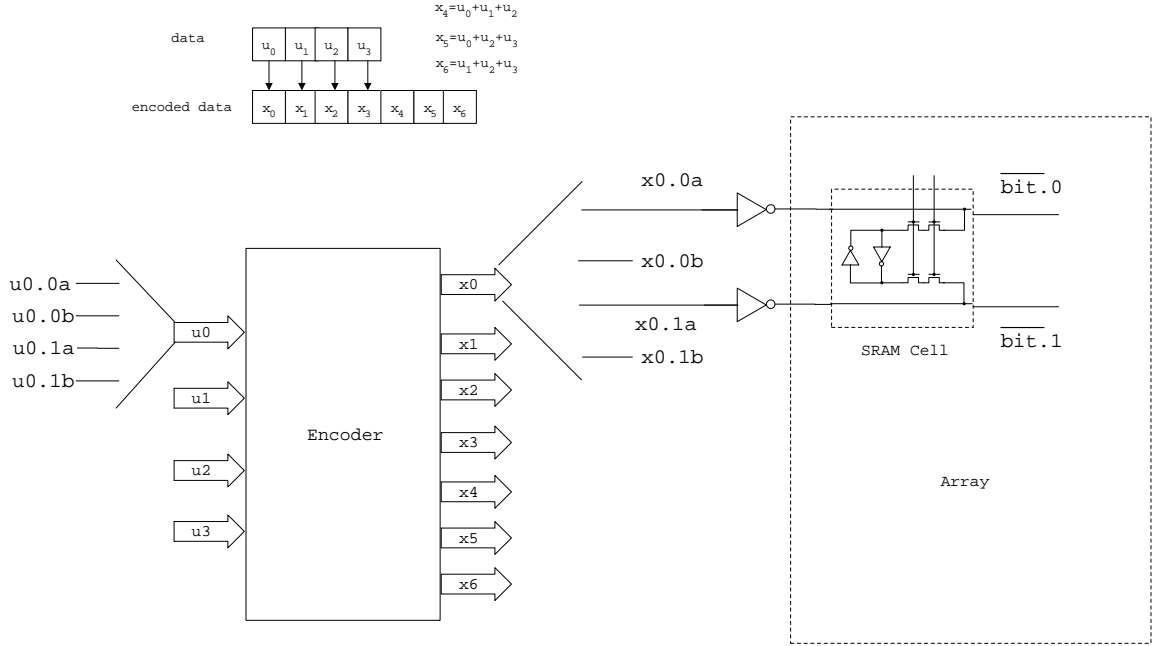 x4=u0+u1+u2
data
u0 u1 u2 u3
x5=u0+u2+u3
x6=u1+u2+u3
encoded data
x0 x1 x2 x3 x4 x5 x6
x0.0a
bit.0
x0.0b
u0.0a
x0
u0.0b
x0.1a
u0
bit.1
u0.1a
x1
x0.1b
SRAM Cell
u0.1b
u1
x2
Encoder
x3
u2
Array
x4
u3
x5
x6